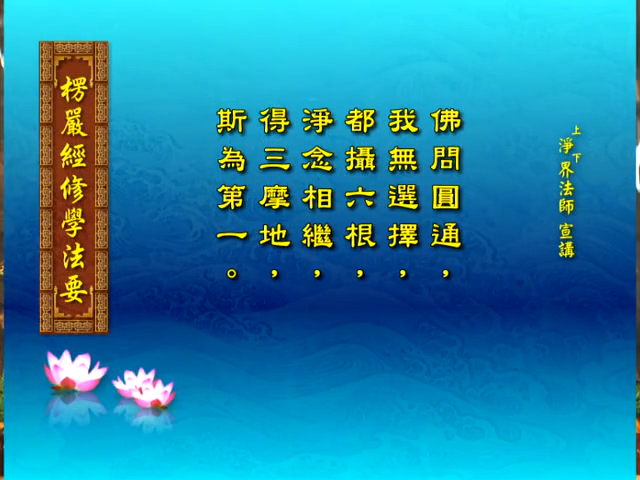 上淨下界法師 宣講
佛問圓通，
我無選擇，
都攝六根，
淨念相繼，
得三摩地，
斯為第一。
楞嚴經修學法要